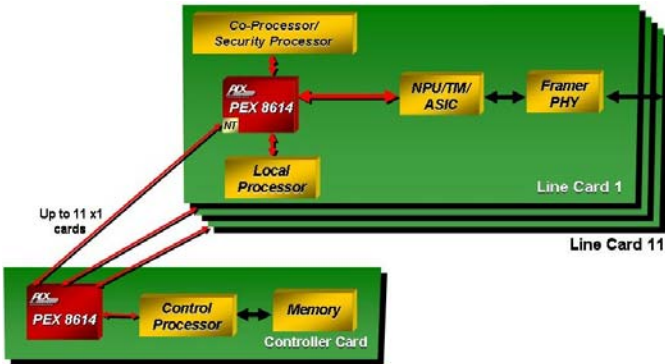 Co-Processor/
Security Processor
PLX
PEX 8614
NT
NPU/TM/
ASIC
Framer
PHY
Local
Processor
Line Card 1
Up to 11 x1
cards
Line Card 11
PLX
PEX 8614
Control
Processor
Memory
Controller Card